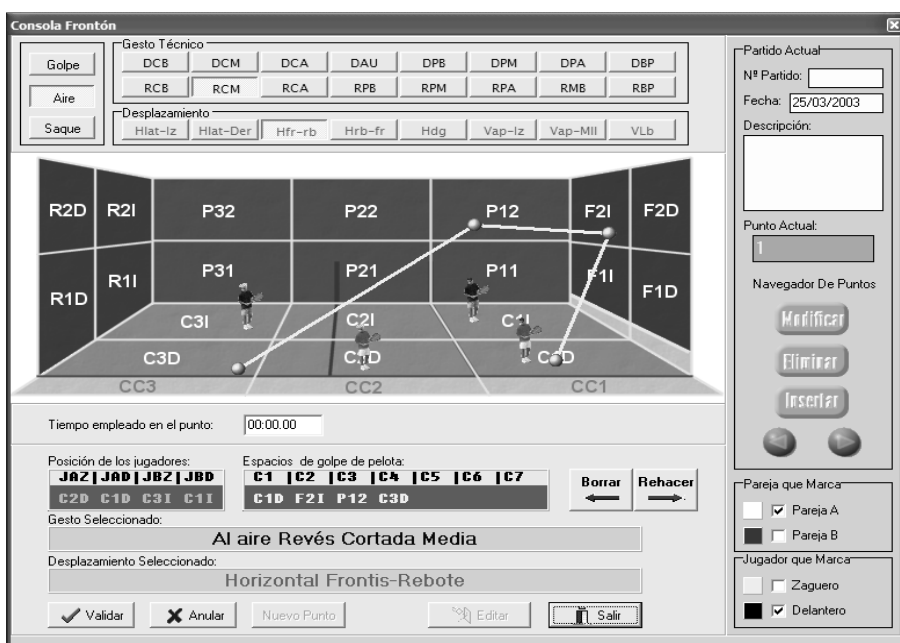 Consola Frontón
Golpe
Aire
Saque
Gesto Técnico
DCB DCM DCA DAU DPB DPM DPA DBP
RCB RCM RCA RPB RPM RPA RMB RBP
Desplazamiento
Hlat-Iz Hlat-Der Hfr-rb Hrb-fr Hdg Vap-Iz Vap-Mll VLb
R2D R2I P32 P22 P12 F2I F2D
R1D R1I P31 P21 P11 F1I F1D
C3I C2I C1I
C3D C2D C1D
CC3 CC2 CC1
Tiempo empleado en el punto: 00:00.00
Posición de los jugadores:
JAZ|JAD|JBZ|JBD
C2D C1D C3I C1I
Espacios de golpe de pelota:
C1 |C2 |C3 |C4 |C5 |C6 |C7
C1D F2I P12 C3D
Borrar
Rehacer
Gesto Seleccionado:
Al aire Revés Cortada Media
Desplazamiento Seleccionado:
Horizontal Frontis-Rebote
Validar
Anular
Nuevo Punto
Editar
Salir
Partido Actual
Nº Partido:
Fecha: 25/03/2003
Descripción:
Punto Actual:
1
Navegador De Puntos
Modificar
Eliminar
Insertar
Pareja que Marca
Pareja A
Pareja B
Jugador que Marca
Zaguero
Delantero